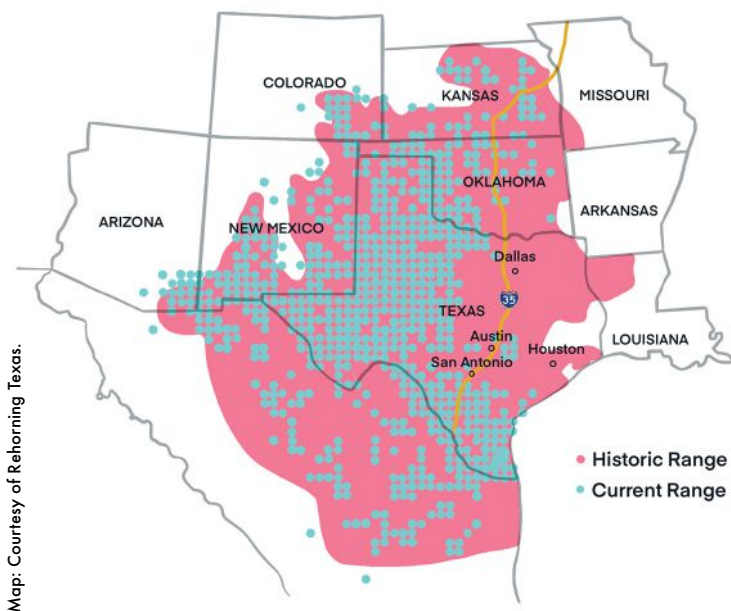 COLORADO
KANSAS
MISSOURI
OKLAHOMA
ARIZONA
NEW MEXICO
ARKANSAS
Dallas
35
TEXAS
Austin
San Antonio
Houston
LOUISIANA
Historic Range
Current Range
Map: Courtesy of Rehorning Texas.